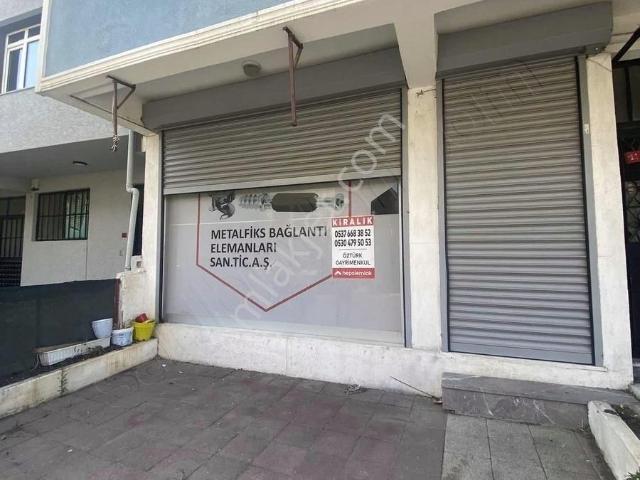 METALFİKS BAĞLANTI
ELEMANLARI
SAN.TİC.A.Ş.
KİRALIK
0537 668 38 52
0530 479 50 53
ÖZTÜRK
GAYRİMENKUL
hepsiemlak